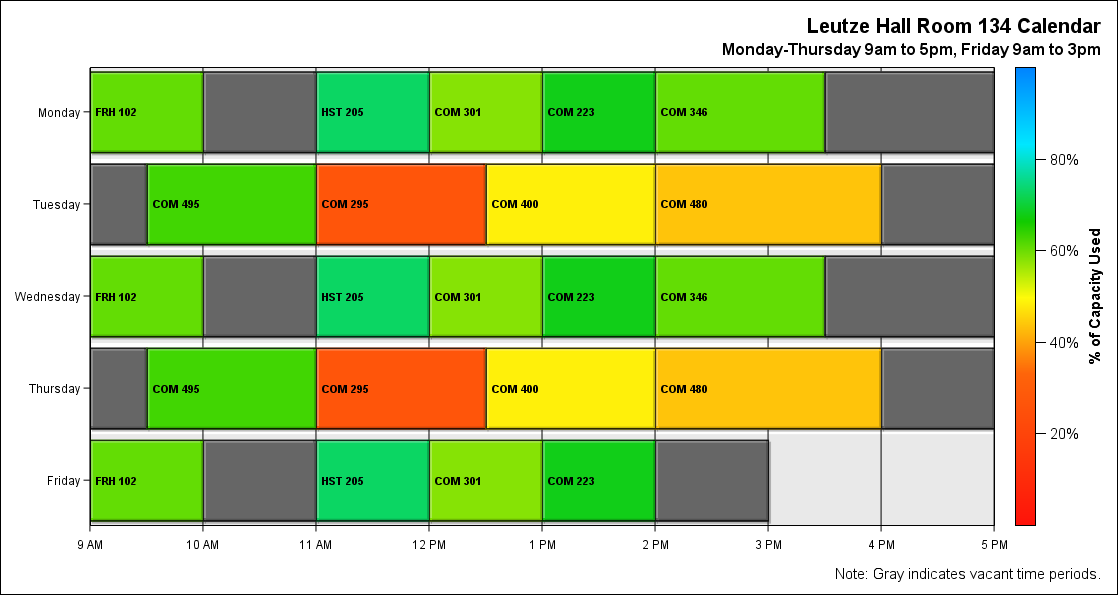 Leutze Hall Room 134 Calendar
Monday-Thursday 9am to 5pm, Friday 9am to 3pm
Monday
FRH 102
HST 205
COM 301
COM 223
COM 346
Tuesday
COM 495
COM 295
COM 400
COM 480
Wednesday
FRH 102
HST 205
COM 301
COM 223
COM 346
Thursday
COM 495
COM 295
COM 400
COM 480
Friday
FRH 102
HST 205
COM 301
COM 223
9 AM
10 AM
11 AM
12 PM
1 PM
2 PM
3 PM
4 PM
5 PM
80%
60%
40%
20%
% of Capacity Used
Note: Gray indicates vacant time periods.